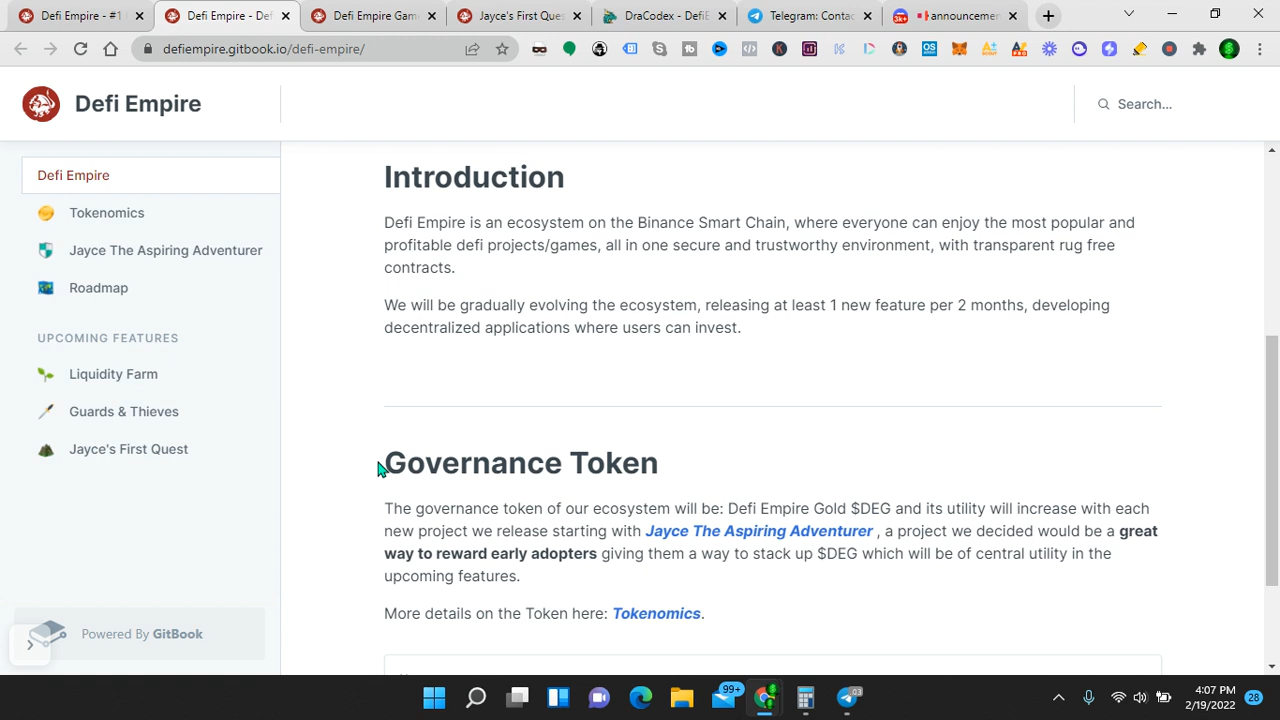 Defi Empire - #1
Defi Empire - Def
Defi Empire Gam
Jayce's First Ques
DraCodex - DefiE
Telegram: Contac
3k+
announcemen
defiempire.gitbook.io/defi-empire/
Defi Empire
Search...
Defi Empire
Tokenomics
Jayce The Aspiring Adventurer
Roadmap
UPCOMING FEATURES
Liquidity Farm
Guards & Thieves
Jayce's First Quest
Powered By GitBook
Introduction
Defi Empire is an ecosystem on the Binance Smart Chain, where everyone can enjoy the most popular and
profitable defi projects/games, all in one secure and trustworthy environment, with transparent rug free
contracts.
We will be gradually evolving the ecosystem, releasing at least 1 new feature per 2 months, developing
decentralized applications where users can invest.
Governance Token
The governance token of our ecosystem will be: Defi Empire Gold $DEG and its utility will increase with each
new project we release starting with Jayce The Aspiring Adventurer , a project we decided would be a great
way to reward early adopters giving them a way to stack up $DEG which will be of central utility in the
upcoming features.
More details on the Token here: Tokenomics.
99+
03
4:07 PM
2/19/2022
28